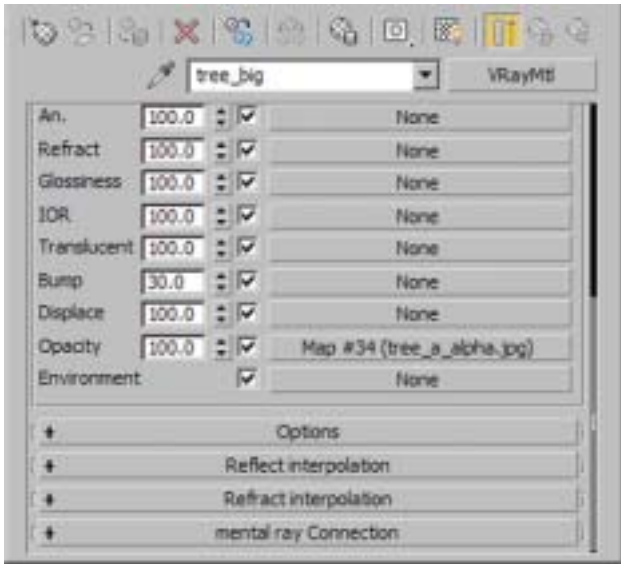 tree_big VRayMtl
An. 100.0 None
Refract 100.0 None
Glossiness 100.0 None
IOR 100.0 None
Translucent 100.0 None
Bump 30.0 None
Displace 100.0 None
Opacity 100.0 Map #34 (tree_a_alpha.jpg)
Environment None
+ Options
+ Reflect interpolation
+ Refract interpolation
+ mental ray Connection